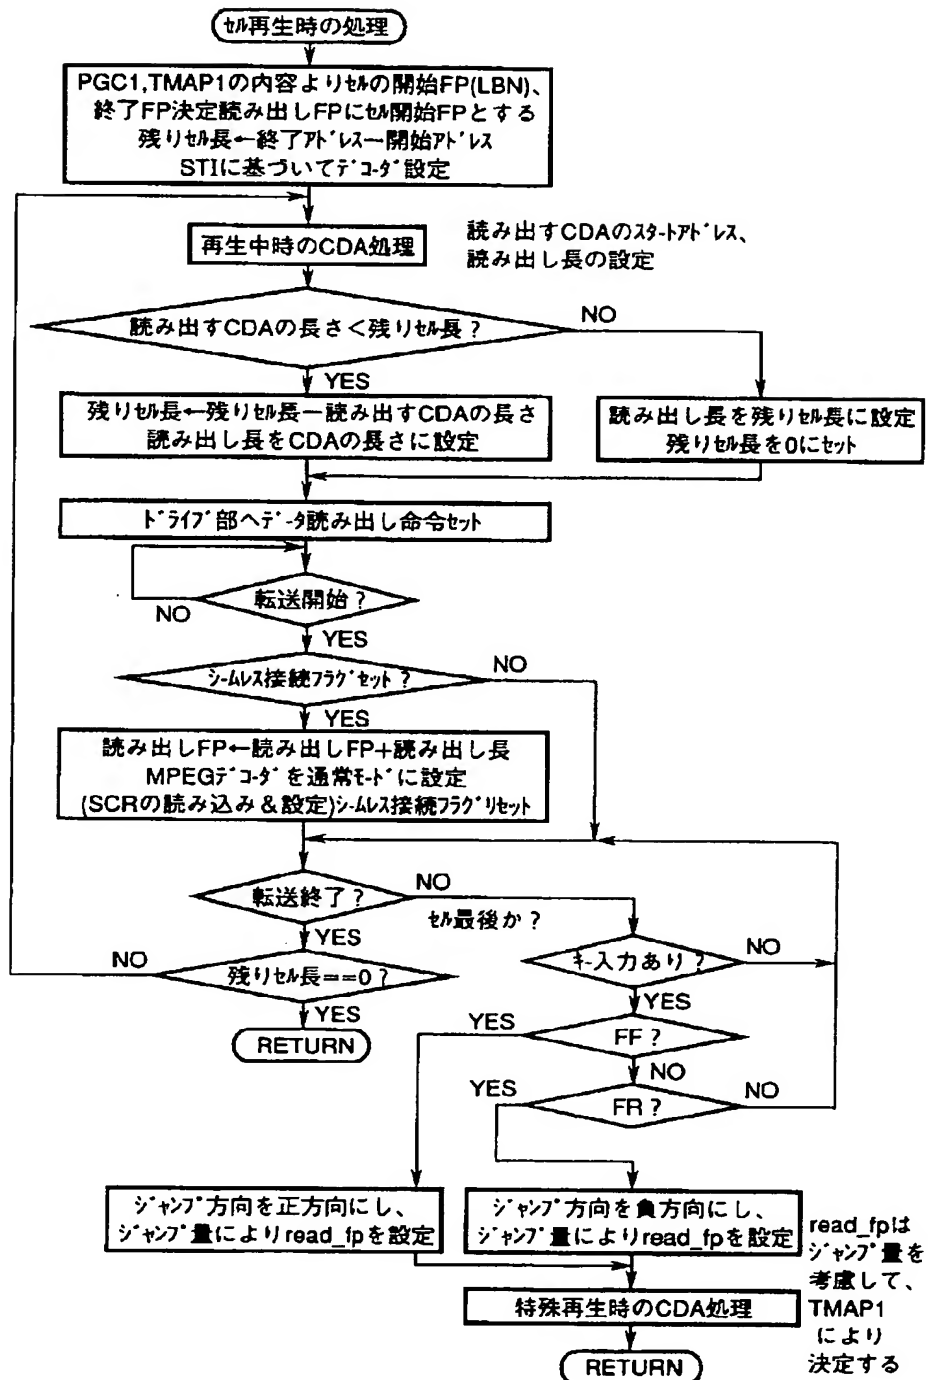 ｾﾙ再生時の処理
PGC1,TMAP1の内容よりｾﾙの開始FP(LBN)、
終了FP決定読み出しFPにｾﾙ開始FPとする
残りｾﾙ長←終了ｱﾄﾞﾚｽー開始ｱﾄﾞﾚｽ
STIに基づいてﾃﾞｺｰﾀﾞ設定
再生中時のCDA処理
読み出すCDAのｽﾀｰﾄｱﾄﾞﾚｽ、
読み出し長の設定
読み出すCDAの長さ<残りｾﾙ長？
NO
YES
残りｾﾙ長←残りｾﾙ長ー読み出すCDAの長さ
読み出し長をCDAの長さに設定
読み出し長を残りｾﾙ長に設定
残りｾﾙ長を0にｾｯﾄ
ﾄﾞﾗｲﾌﾞ部へﾃﾞｰﾀ読み出し命令ｾｯﾄ
転送開始？
NO
YES
ｼｰﾑﾚｽ接続ﾌﾗｸﾞｾｯﾄ？
NO
YES
読み出しFP←読み出しFP+読み出し長
MPEGﾃﾞｺｰﾀﾞを通常ﾓｰﾄﾞに設定
(SCRの読み込み＆設定)ｼｰﾑﾚｽ接続ﾌﾗｸﾞﾘｾｯﾄ
転送終了？
NO
ｾﾙ最後か？
YES
残りｾﾙ長==0？
NO
YES
RETURN
ｷｰ入力あり？
NO
YES
FF？
YES
NO
FR？
YES
NO
ｼﾞｬﾝﾌﾟ方向を正方向にし、
ｼﾞｬﾝﾌﾟ量によりread_fpを設定
ｼﾞｬﾝﾌﾟ方向を負方向にし、
ｼﾞｬﾝﾌﾟ量によりread_fpを設定
read_fpは
ｼﾞｬﾝﾌﾟ量を
考慮して、
TMAP1
により
決定する
特殊再生時のCDA処理
RETURN